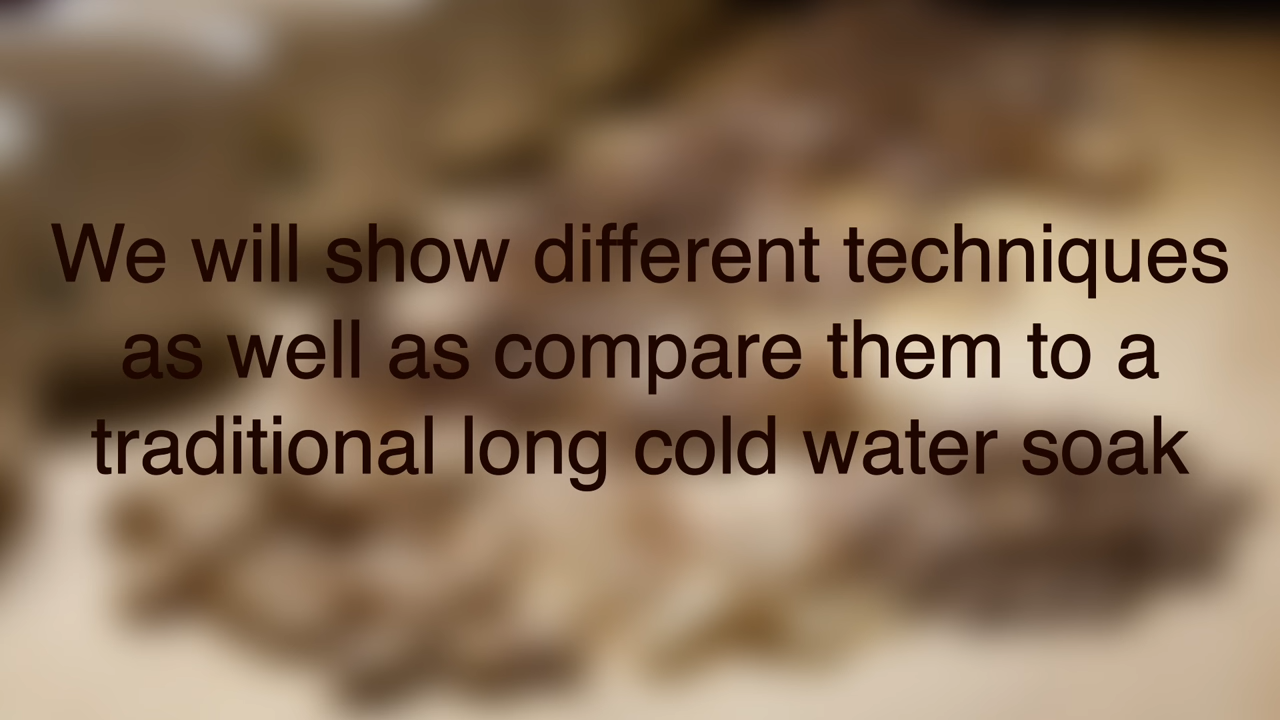 We will show different techniques
as well as compare them to a
traditional long cold water soak